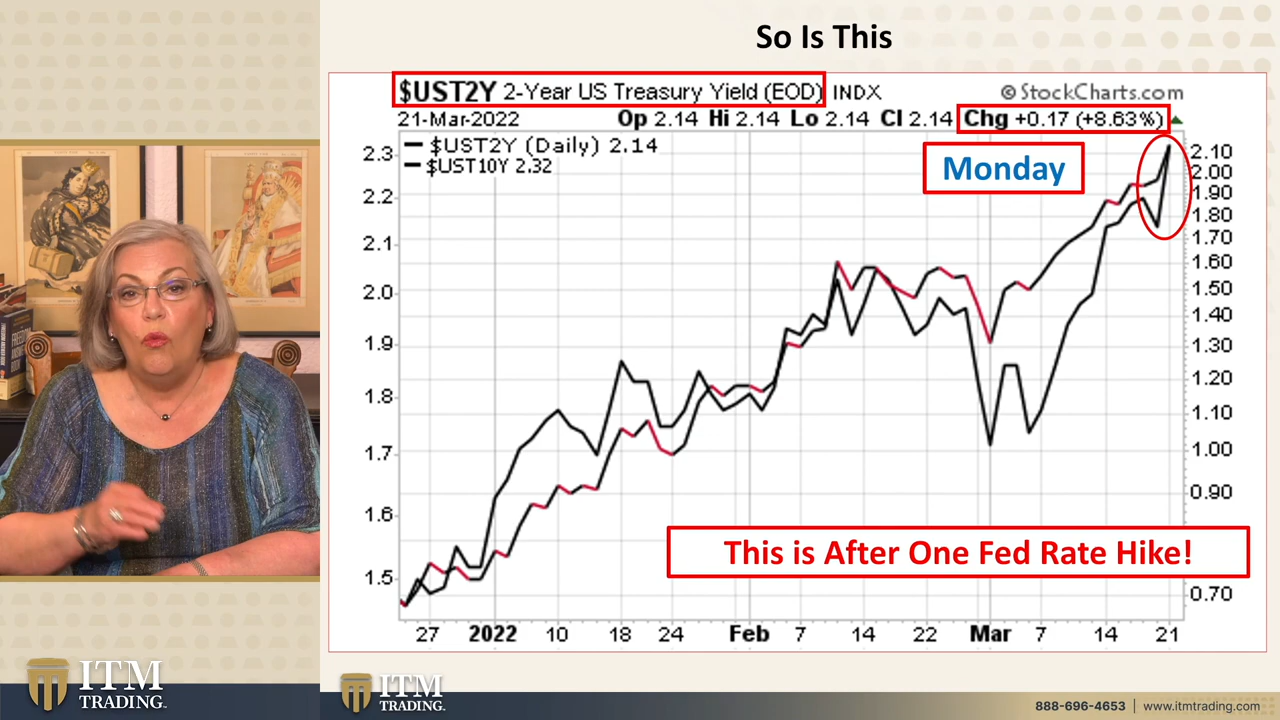 So Is This
$UST2Y 2-Year US Treasury Yield (EOD) INDX
© StockCharts.com
21-Mar-2022
Op 2.14 Hi 2.14 Lo 2.14 Cl 2.14 Chg +0.17 (+8.63%)
$UST2Y (Daily) 2.14
$UST10Y 2.32
Monday
2.3
2.2
2.1
2.0
1.9
1.8
1.7
1.6
1.5
2.10
2.00
1.90
1.80
1.70
1.60
1.50
1.40
1.30
1.20
1.10
1.00
0.90
0.70
This is After One Fed Rate Hike!
27 2022 10 18 24 Feb 7 14 22 Mar 7 14 21
ITM
TRADING
ITM
TRADING
888-696-4653 | www.itmtrading.com